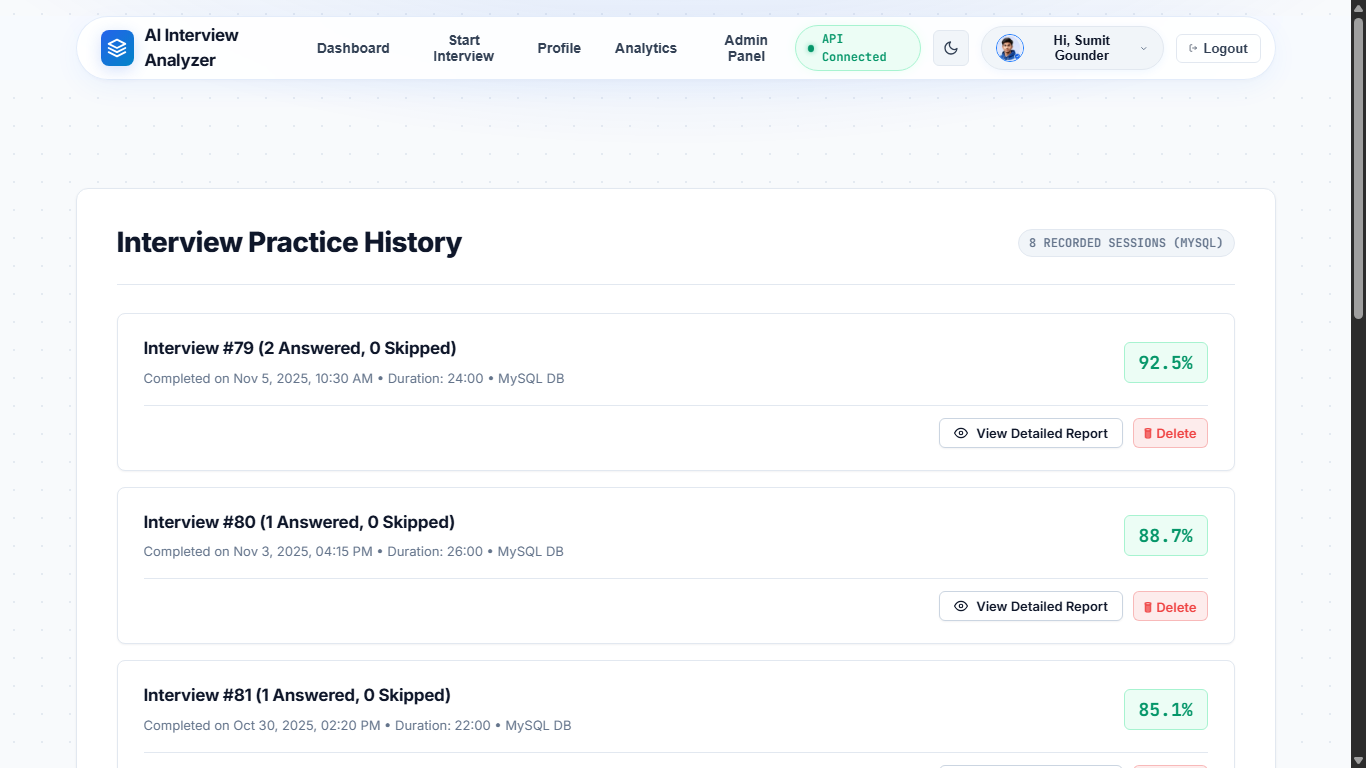 AI Interview
Analyzer
Dashboard
Start
Interview
Profile
Analytics
Admin
Panel
API
Connected
Hi, Sumit
Gounder
Logout
Interview Practice History
8 RECORDED SESSIONS (MYSQL)
Interview #79 (2 Answered, 0 Skipped)
Completed on Nov 5, 2025, 10:30 AM • Duration: 24:00 • MySQL DB
92.5%
View Detailed Report
Delete
Interview #80 (1 Answered, 0 Skipped)
Completed on Nov 3, 2025, 04:15 PM • Duration: 26:00 • MySQL DB
88.7%
View Detailed Report
Delete
Interview #81 (1 Answered, 0 Skipped)
Completed on Oct 30, 2025, 02:20 PM • Duration: 22:00 • MySQL DB
85.1%